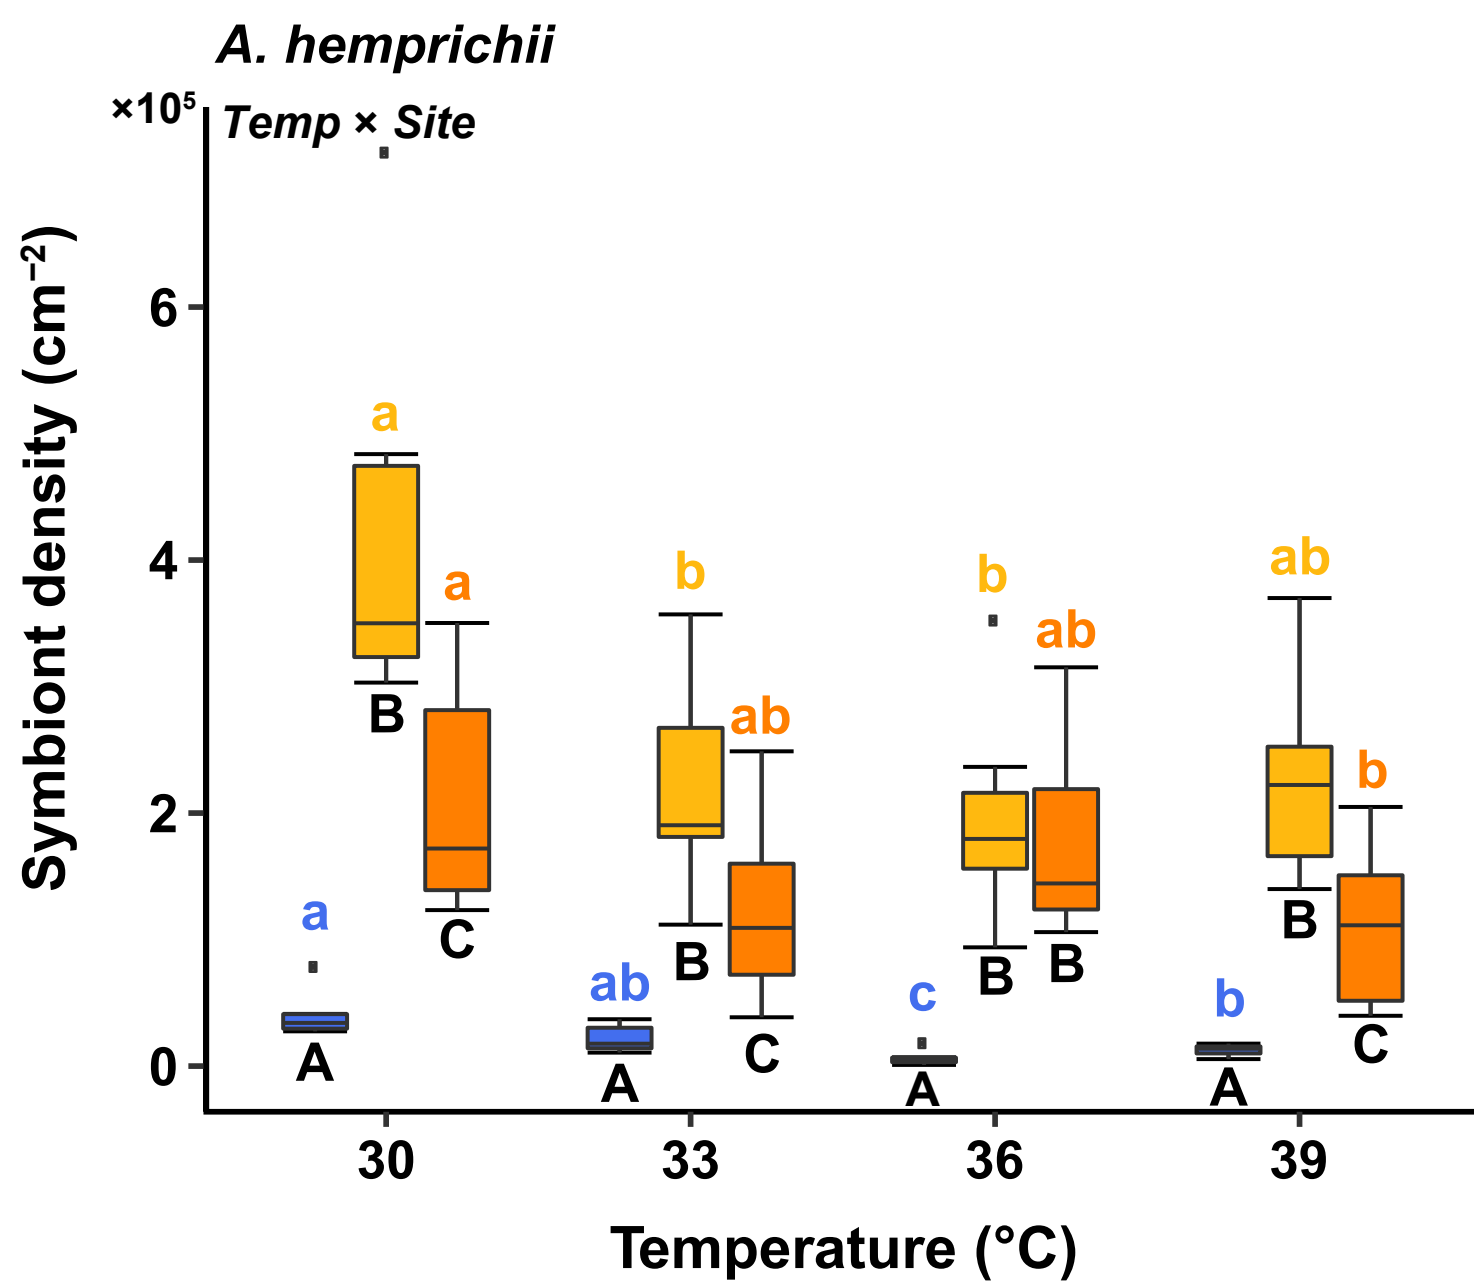 A. hemprichii
×10⁵
Temp × Site
Symbiont density (cm⁻²)
6
4
2
0
a
a
a
B
C
A
b
ab
ab
B
C
A
b
ab
c
B
B
A
ab
b
b
B
C
A
30 33 36 39
Temperature (°C)